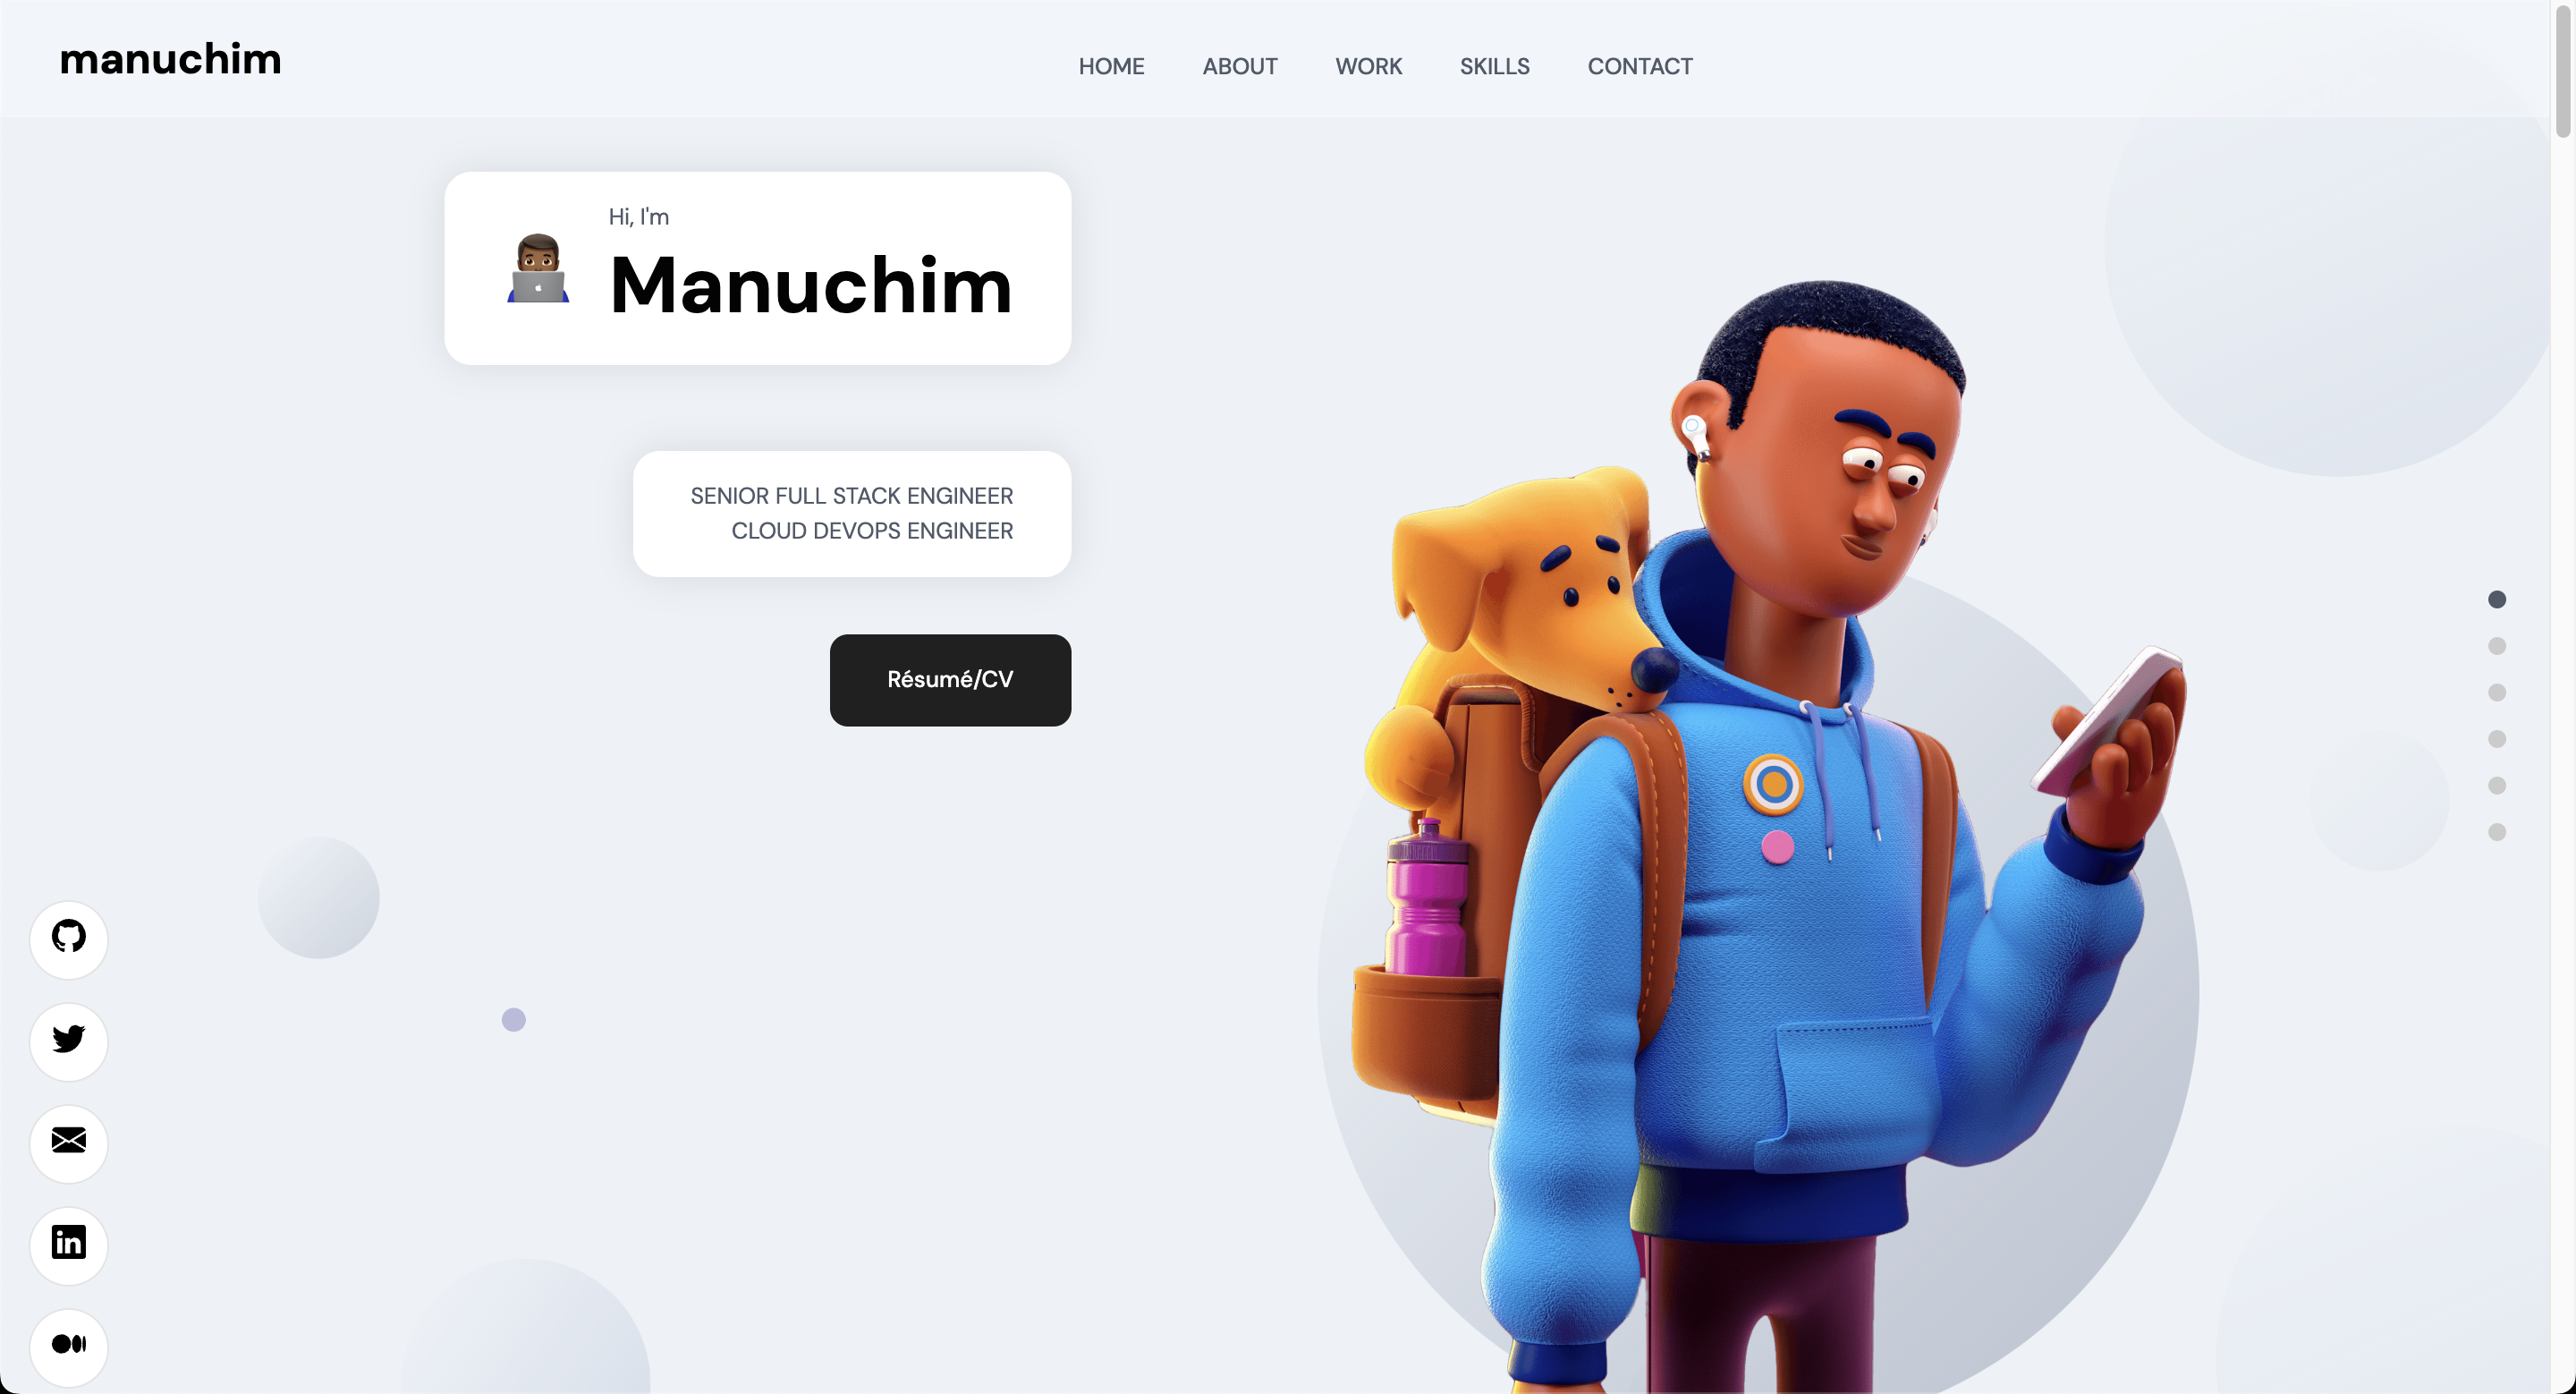 manuchim
HOME ABOUT WORK SKILLS CONTACT
Hi, I'm
Manuchim
SENIOR FULL STACK ENGINEER
CLOUD DEVOPS ENGINEER
Résumé/CV